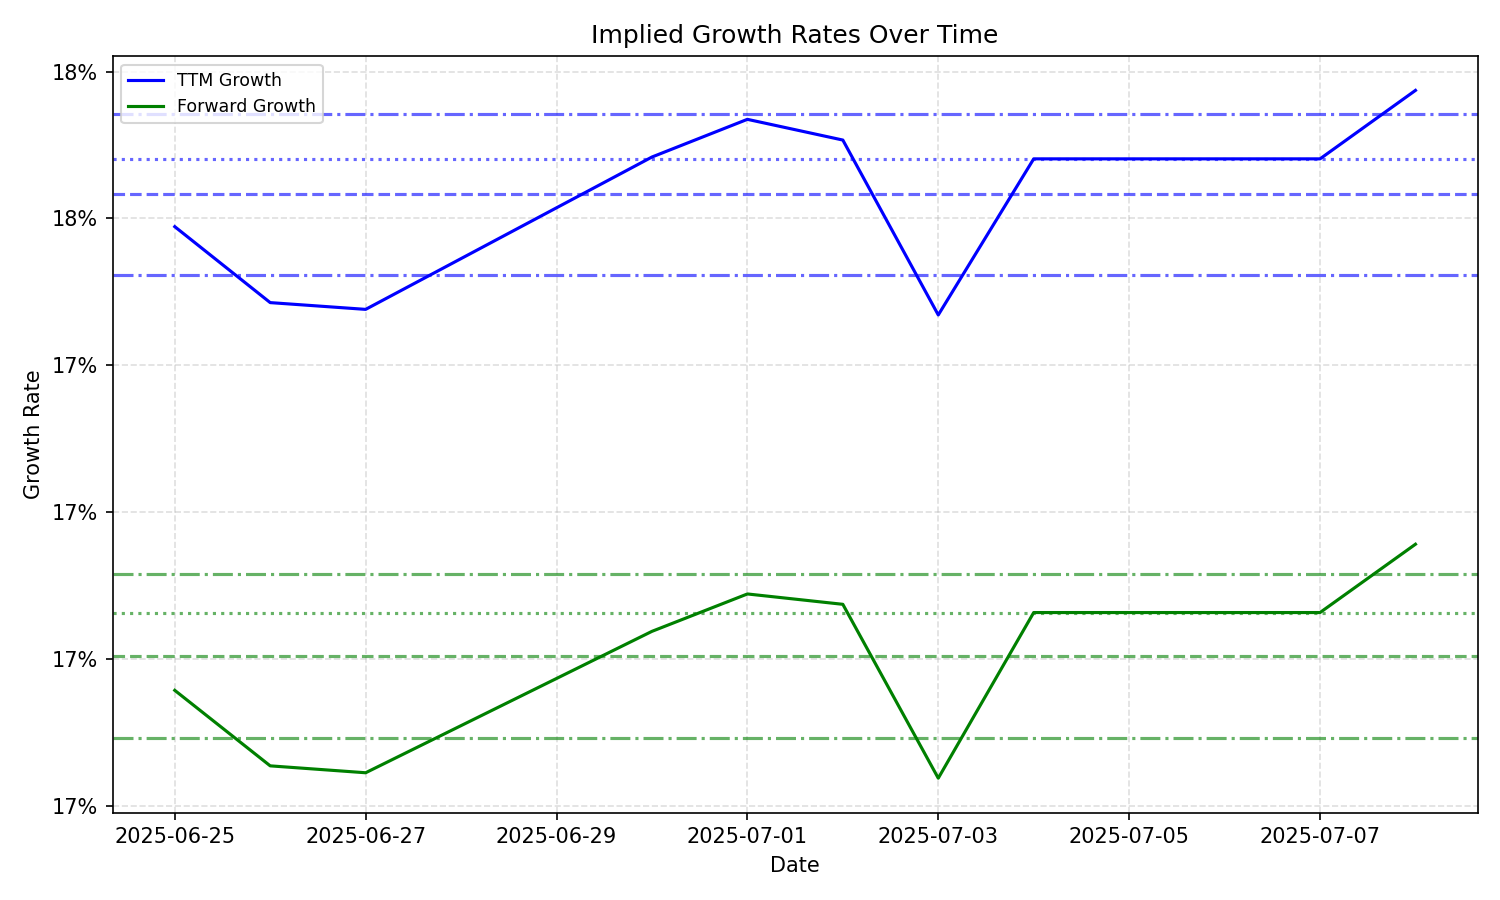 Implied Growth Rates Over Time
TTM Growth
Forward Growth
18%
18%
17%
17%
17%
17%
Growth Rate
2025-06-25
2025-06-27
2025-06-29
2025-07-01
2025-07-03
2025-07-05
2025-07-07
Date